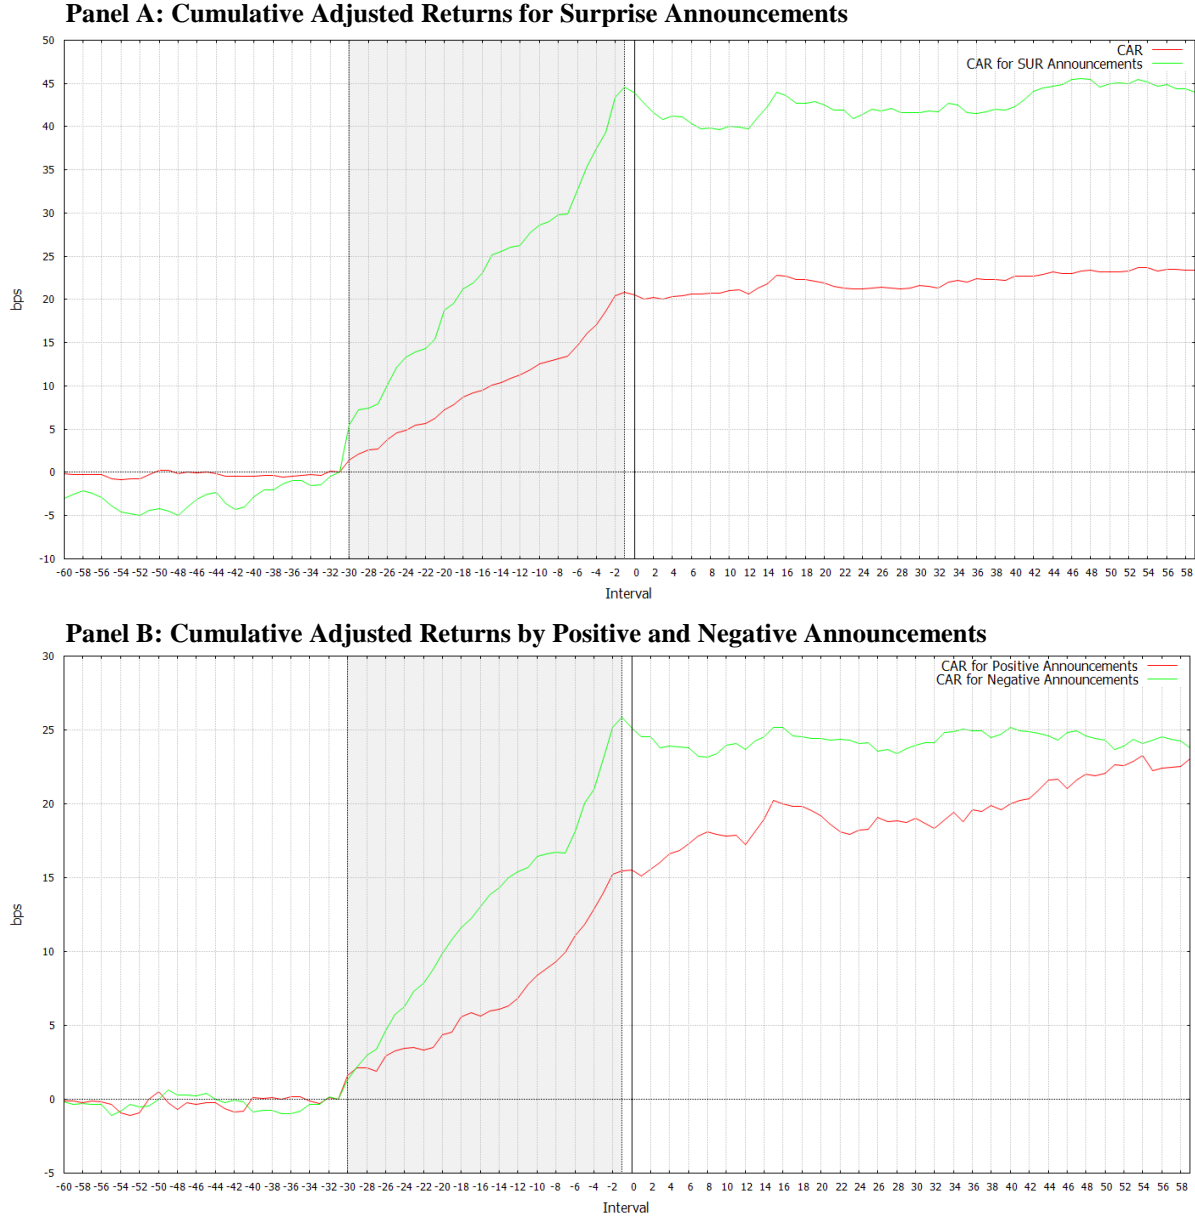 Panel A: Cumulative Adjusted Returns for Surprise Announcements
50
CAR
CAR for SUR Announcements
45
40
35
30
25
20
15
10
5
0
-5
-10
bps
-60 -58 -56 -54 -52 -50 -48 -46 -44 -42 -40 -38 -36 -34 -32 -30 -28 -26 -24 -22 -20 -18 -16 -14 -12 -10 -8 -6 -4 -2 0 2 4 6 8 10 12 14 16 18 20 22 24 26 28 30 32 34 36 38 40 42 44 46 48 50 52 54 56 58
Interval
Panel B: Cumulative Adjusted Returns by Positive and Negative Announcements
30
CAR for Positive Announcements
CAR for Negative Announcements
25
20
15
10
5
0
-5
bps
-60 -58 -56 -54 -52 -50 -48 -46 -44 -42 -40 -38 -36 -34 -32 -30 -28 -26 -24 -22 -20 -18 -16 -14 -12 -10 -8 -6 -4 -2 0 2 4 6 8 10 12 14 16 18 20 22 24 26 28 30 32 34 36 38 40 42 44 46 48 50 52 54 56 58
Interval